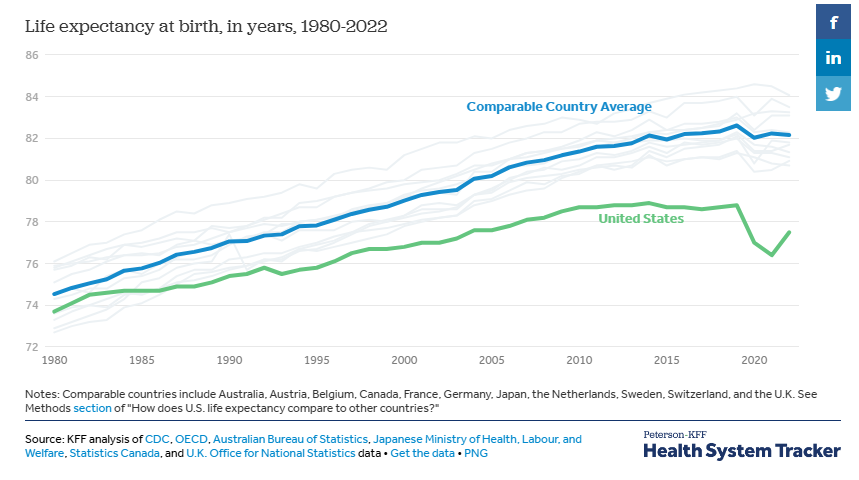 Life expectancy at birth, in years, 1980-2022
f
in
86
84
Comparable Country Average
82
80
78
United States
76
74
72
1980 1985 1990 1995 2000 2005 2010 2015 2020
Notes: Comparable countries include Australia, Austria, Belgium, Canada, France, Germany, Japan, the Netherlands, Sweden, Switzerland, and the U.K. See
Methods section of "How does U.S. life expectancy compare to other countries?"
Source: KFF analysis of CDC, OECD, Australian Bureau of Statistics, Japanese Ministry of Health, Labour, and
Welfare, Statistics Canada, and U.K. Office for National Statistics data • Get the data • PNG
Peterson-KFF
Health System Tracker